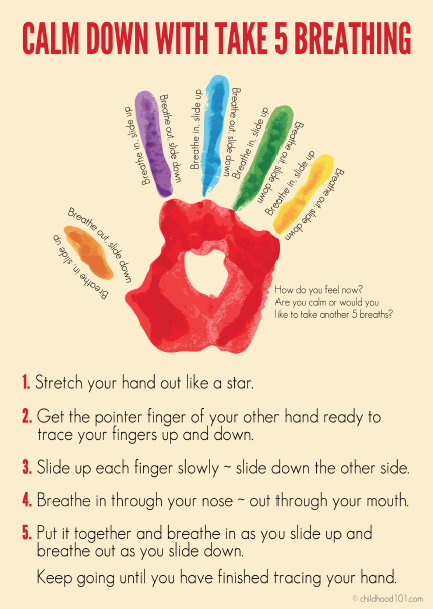 CALM DOWN WITH TAKE 5 BREATHING
Breathe in, slide up
Breathe out, slide down
Breathe in, slide up
Breathe out, slide down
Breathe in, slide up
Breathe out, slide down
Breathe in, slide up
Breathe out slide down
Breathe in, slide up
Breathe out slide down
How do you feel now?
Are you calm or would you
like to take another 5 breaths?
1. Stretch your hand out like a star.
2. Get the pointer finger of your other hand ready to
trace your fingers up and down.
3. Slide up each finger slowly ~ slide down the other side.
4. Breathe in through your nose ~ out through your mouth.
5. Put it together and breathe in as you slide up and
breathe out as you slide down.
Keep going until you have finished tracing your hand.
© childhood101.com